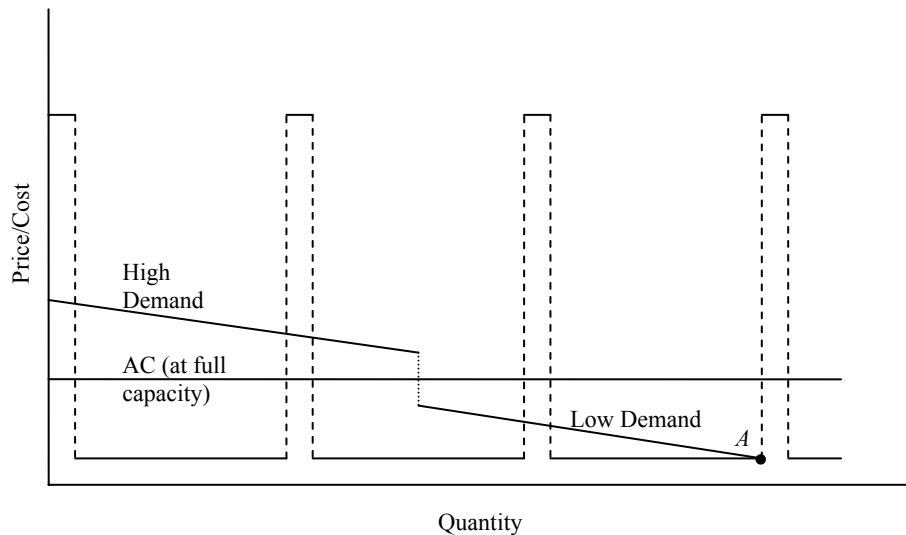 Price/Cost
High
Demand
AC (at full
capacity)
Low Demand
A
Quantity